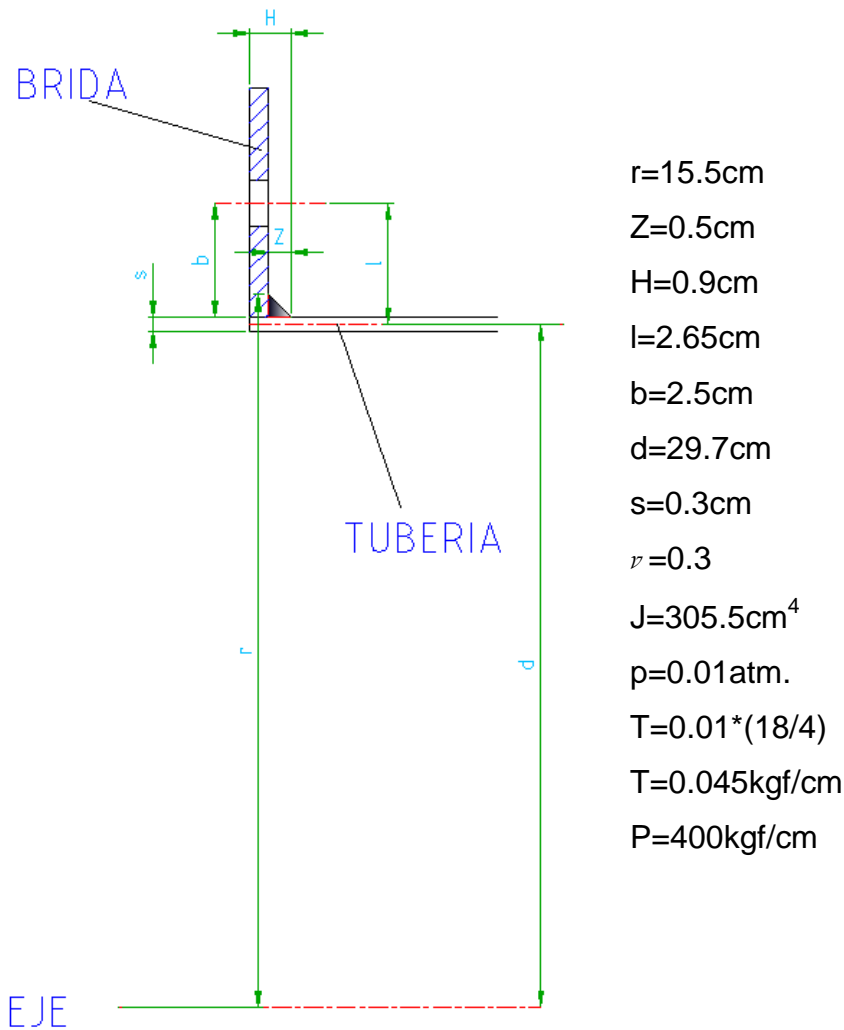 H
BRIDA
Z
b
l
s
TUBERIA
r
d
EJE
r=15.5cm
Z=0.5cm
H=0.9cm
l=2.65cm
b=2.5cm
d=29.7cm
s=0.3cm
𝜈=0.3
J=305.5cm⁴
p=0.01atm.
T=0.01*(18/4)
T=0.045kgf/cm
P=400kgf/cm